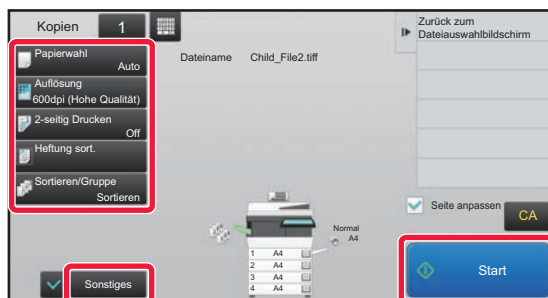 Kopien 1
Zurück zum
Dateiauswahlbildschirm
Papierwahl
Auto
Dateiname Child_File2.tiff
Auflösung
600dpi (Hohe Qualität)
2-seitig Drucken
Off
Heftung sort.
Sortieren/Gruppe
Sortieren
Seite anpassen
CA
Normal
A4
1 A4
2 A4
3 A4
4 A4
Sonstiges
Start